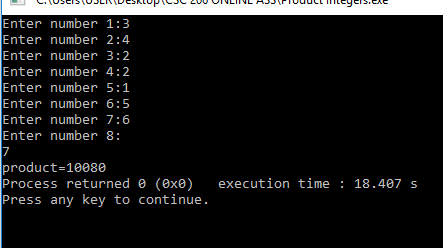 C:\Users\USER\Desktop\CSC 200 ONLINE ASS\Product integers.exe
Enter number 1:3
Enter number 2:4
Enter number 3:2
Enter number 4:2
Enter number 5:1
Enter number 6:5
Enter number 7:6
Enter number 8:
7
product=10080
Process returned 0 (0x0)   execution time : 18.407 s
Press any key to continue.